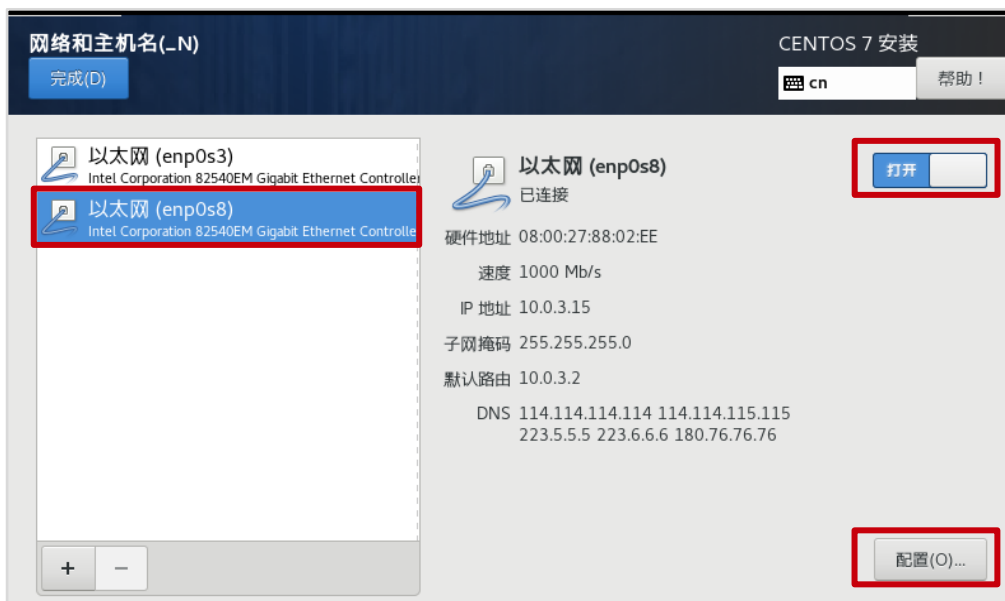 网络和主机名(_N)
CENTOS 7 安装
完成(D)
cn
帮助！
以太网 (enp0s3)
Intel Corporation 82540EM Gigabit Ethernet Controller
以太网 (enp0s8)
Intel Corporation 82540EM Gigabit Ethernet Controlle
以太网 (enp0s8)
已连接
打开
硬件地址 08:00:27:88:02:EE
速度 1000 Mb/s
IP 地址 10.0.3.15
子网掩码 255.255.255.0
默认路由 10.0.3.2
DNS 114.114.114.114 114.114.115.115
223.5.5.5 223.6.6.6 180.76.76.76
+ −
配置(O)...